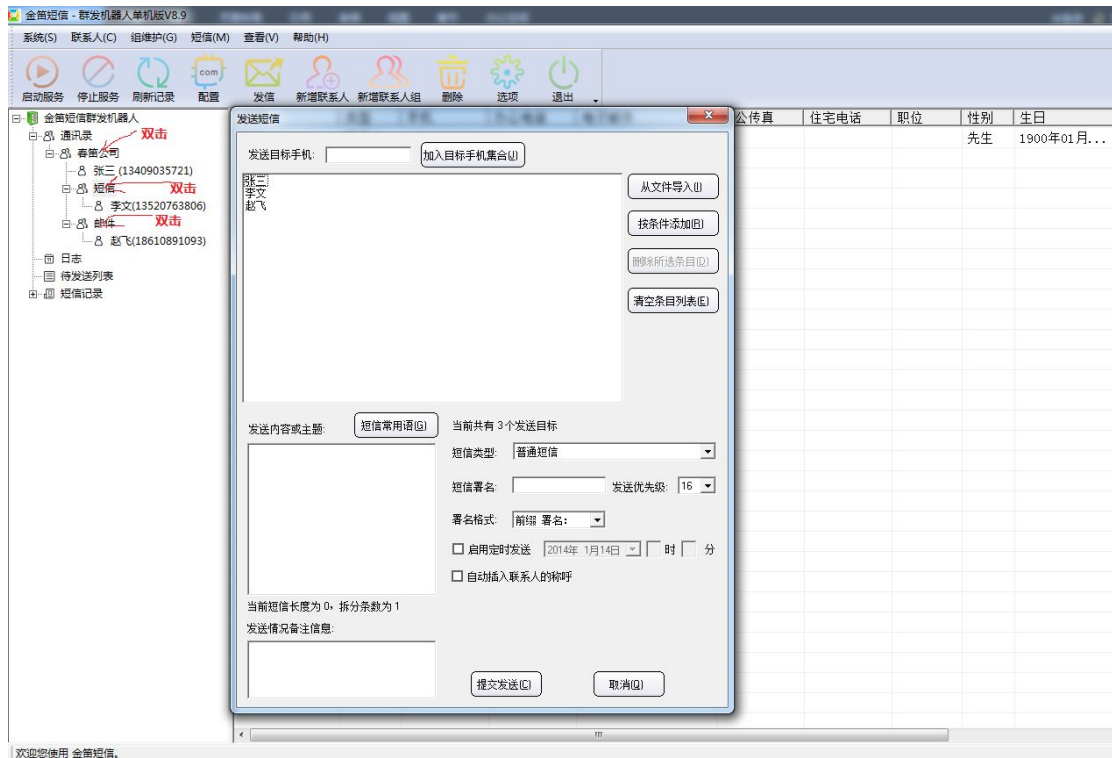 金笛短信 - 群发机器人单机版V8.9
系统(S) 联系人(C) 组维护(G) 短信(M) 查看(V) 帮助(H)
com
启动服务 停止服务 刷新记录 配置 发信 新增联系人 新增联系人组 删除 选项 退出
金笛短信群发机器人
通讯录 双击
春笛公司
张三 (13409035721)
短信 双击
李文(13520763806)
邮件 双击
赵飞(18610891093)
日志
待发送列表
短信记录
公传真 住宅电话 职位 性别 生日
先生 1900年01月...
发送短信
发送目标手机: 加入目标手机集合(U)
张三
李文
赵飞
从文件导入(I)
按条件添加(R)
删除所选条目(D)
清空条目列表(E)
发送内容或主题: 短信常用语(G) 当前共有 3个发送目标
短信类型: 普通短信
短信署名: 发送优先级: 16
署名格式: 前缀 署名:
启用定时发送 2014年 1月14日 时 分
自动插入联系人的称呼
当前短信长度为 0，拆分条数为 1
发送情况备注信息:
提交发送(C) 取消(Q)
欢迎您使用 金笛短信。